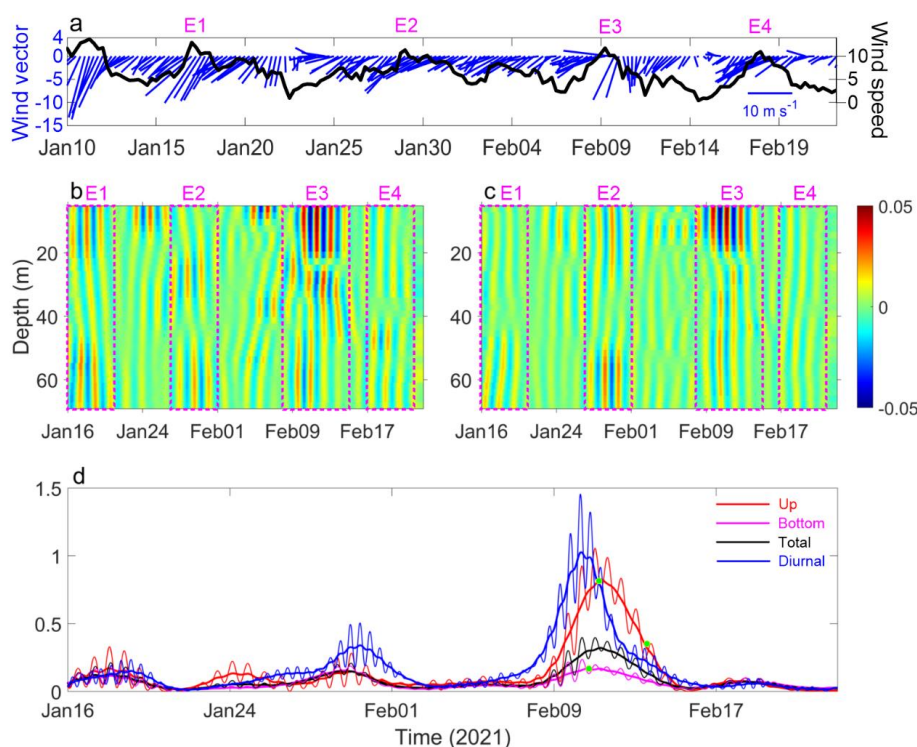 a E1 E2 E3 E4
Wind vector
4
0
-5
-10
-15
10
5
0
Wind speed
10 m s⁻¹
Jan10 Jan15 Jan20 Jan25 Jan30 Feb04 Feb09 Feb14 Feb19
b E1 E2 E3 E4
c E1 E2 E3 E4
Depth (m)
20
40
60
0.05
0
-0.05
Jan16 Jan24 Feb01 Feb09 Feb17
Jan16 Jan24 Feb01 Feb09 Feb17
d
1.5
1
0.5
0
Up
Bottom
Total
Diurnal
Jan16 Jan24 Feb01 Feb09 Feb17
Time (2021)